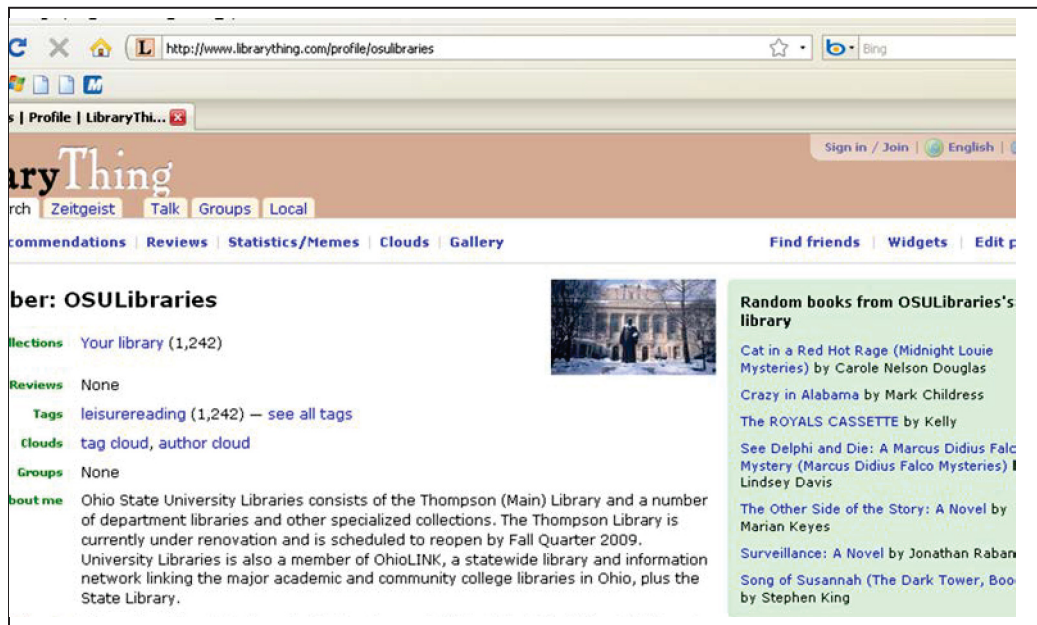 http://www.librarything.com/profile/osulibraries
Bing
s | Profile | LibraryThi...
Sign in / Join | English |
aryThing
rch Zeitgeist Talk Groups Local
commendations | Reviews | Statistics/Memes | Clouds | Gallery
Find friends | Widgets | Edit p
ber: OSULibraries
llections Your library (1,242)
Reviews None
Tags leisurereading (1,242) — see all tags
Clouds tag cloud, author cloud
Groups None
bout me Ohio State University Libraries consists of the Thompson (Main) Library and a number
of department libraries and other specialized collections. The Thompson Library is
currently under renovation and is scheduled to reopen by Fall Quarter 2009.
University Libraries is also a member of OhioLINK, a statewide library and information
network linking the major academic and community college libraries in Ohio, plus the
State Library.
Random books from OSULibraries's
library
Cat in a Red Hot Rage (Midnight Louie
Mysteries) by Carole Nelson Douglas
Crazy in Alabama by Mark Childress
The ROYALS CASSETTE by Kelly
See Delphi and Die: A Marcus Didius Falc
Mystery (Marcus Didius Falco Mysteries)
Lindsey Davis
The Other Side of the Story: A Novel by
Marian Keyes
Surveillance: A Novel by Jonathan Raban
Song of Susannah (The Dark Tower, Boo
by Stephen King